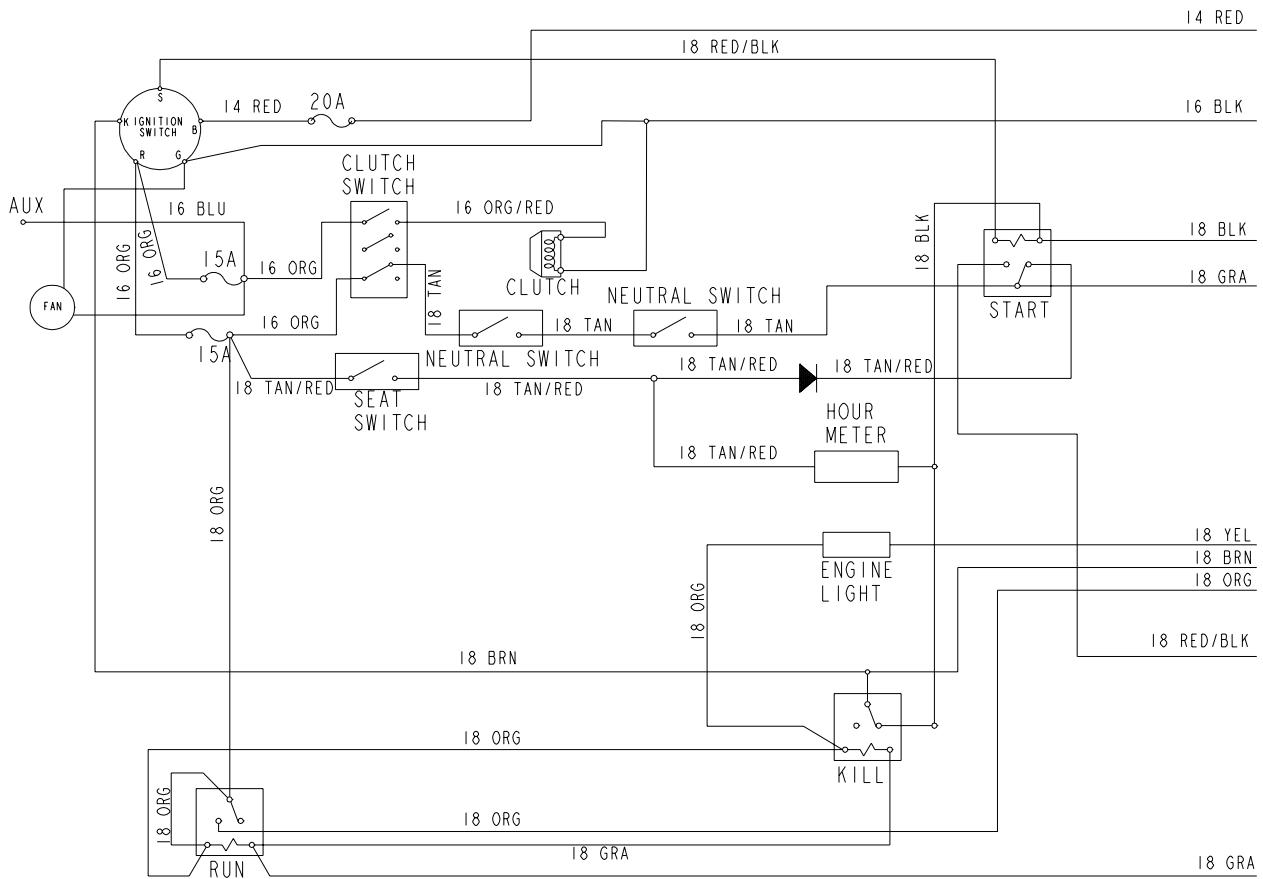 14 RED
18 RED/BLK
S
14 RED
20A
K IGNITION
SWITCH
B
16 BLK
R
G
CLUTCH
SWITCH
AUX
16 BLU
16 ORG/RED
18 BLK
18 BLK
16 ORG
16 ORG
15A
16 ORG
18 TAN
CLUTCH
18 GRA
FAN
NEUTRAL SWITCH
START
16 ORG
18 TAN
18 TAN
15A
NEUTRAL SWITCH
18 TAN/RED
18 TAN/RED
18 TAN/RED
18 TAN/RED
SEAT
SWITCH
HOUR
METER
18 TAN/RED
18 ORG
18 YEL
18 BRN
18 ORG
ENGINE
LIGHT
18 ORG
18 RED/BLK
18 BRN
18 ORG
KILL
18 ORG
18 ORG
18 GRA
RUN
18 GRA